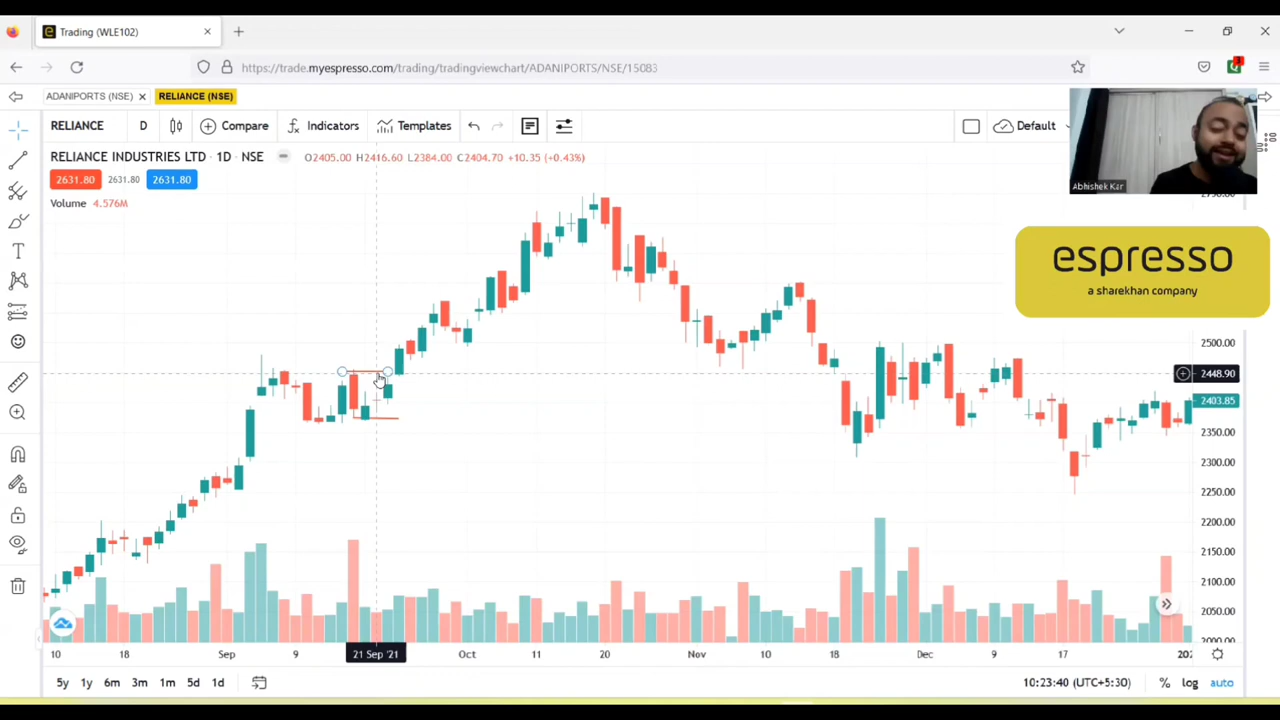 Trading (WLE102)
https://trade.myespresso.com/trading/tradingviewchart/ADANIPORTS/NSE/15083
ADANIPORTS (NSE)
RELIANCE (NSE)
RELIANCE D Compare Indicators Templates Default
RELIANCE INDUSTRIES LTD · 1D · NSE O2405.00 H2416.60 L2384.00 C2404.70 +10.35 (+0.43%)
2631.80 2631.80 2631.80
Volume 4.576M
Abhishek Kar
espresso
a sharekhan company
2500.00
2448.90
2403.85
2350.00
2300.00
2250.00
2200.00
2150.00
2100.00
2050.00
2000.00
10 18 Sep 9 21 Sep '21 Oct 11 20 Nov 10 18 Dec 9 17
5y 1y 6m 3m 1m 5d 1d 10:23:40 (UTC+5:30) % log auto